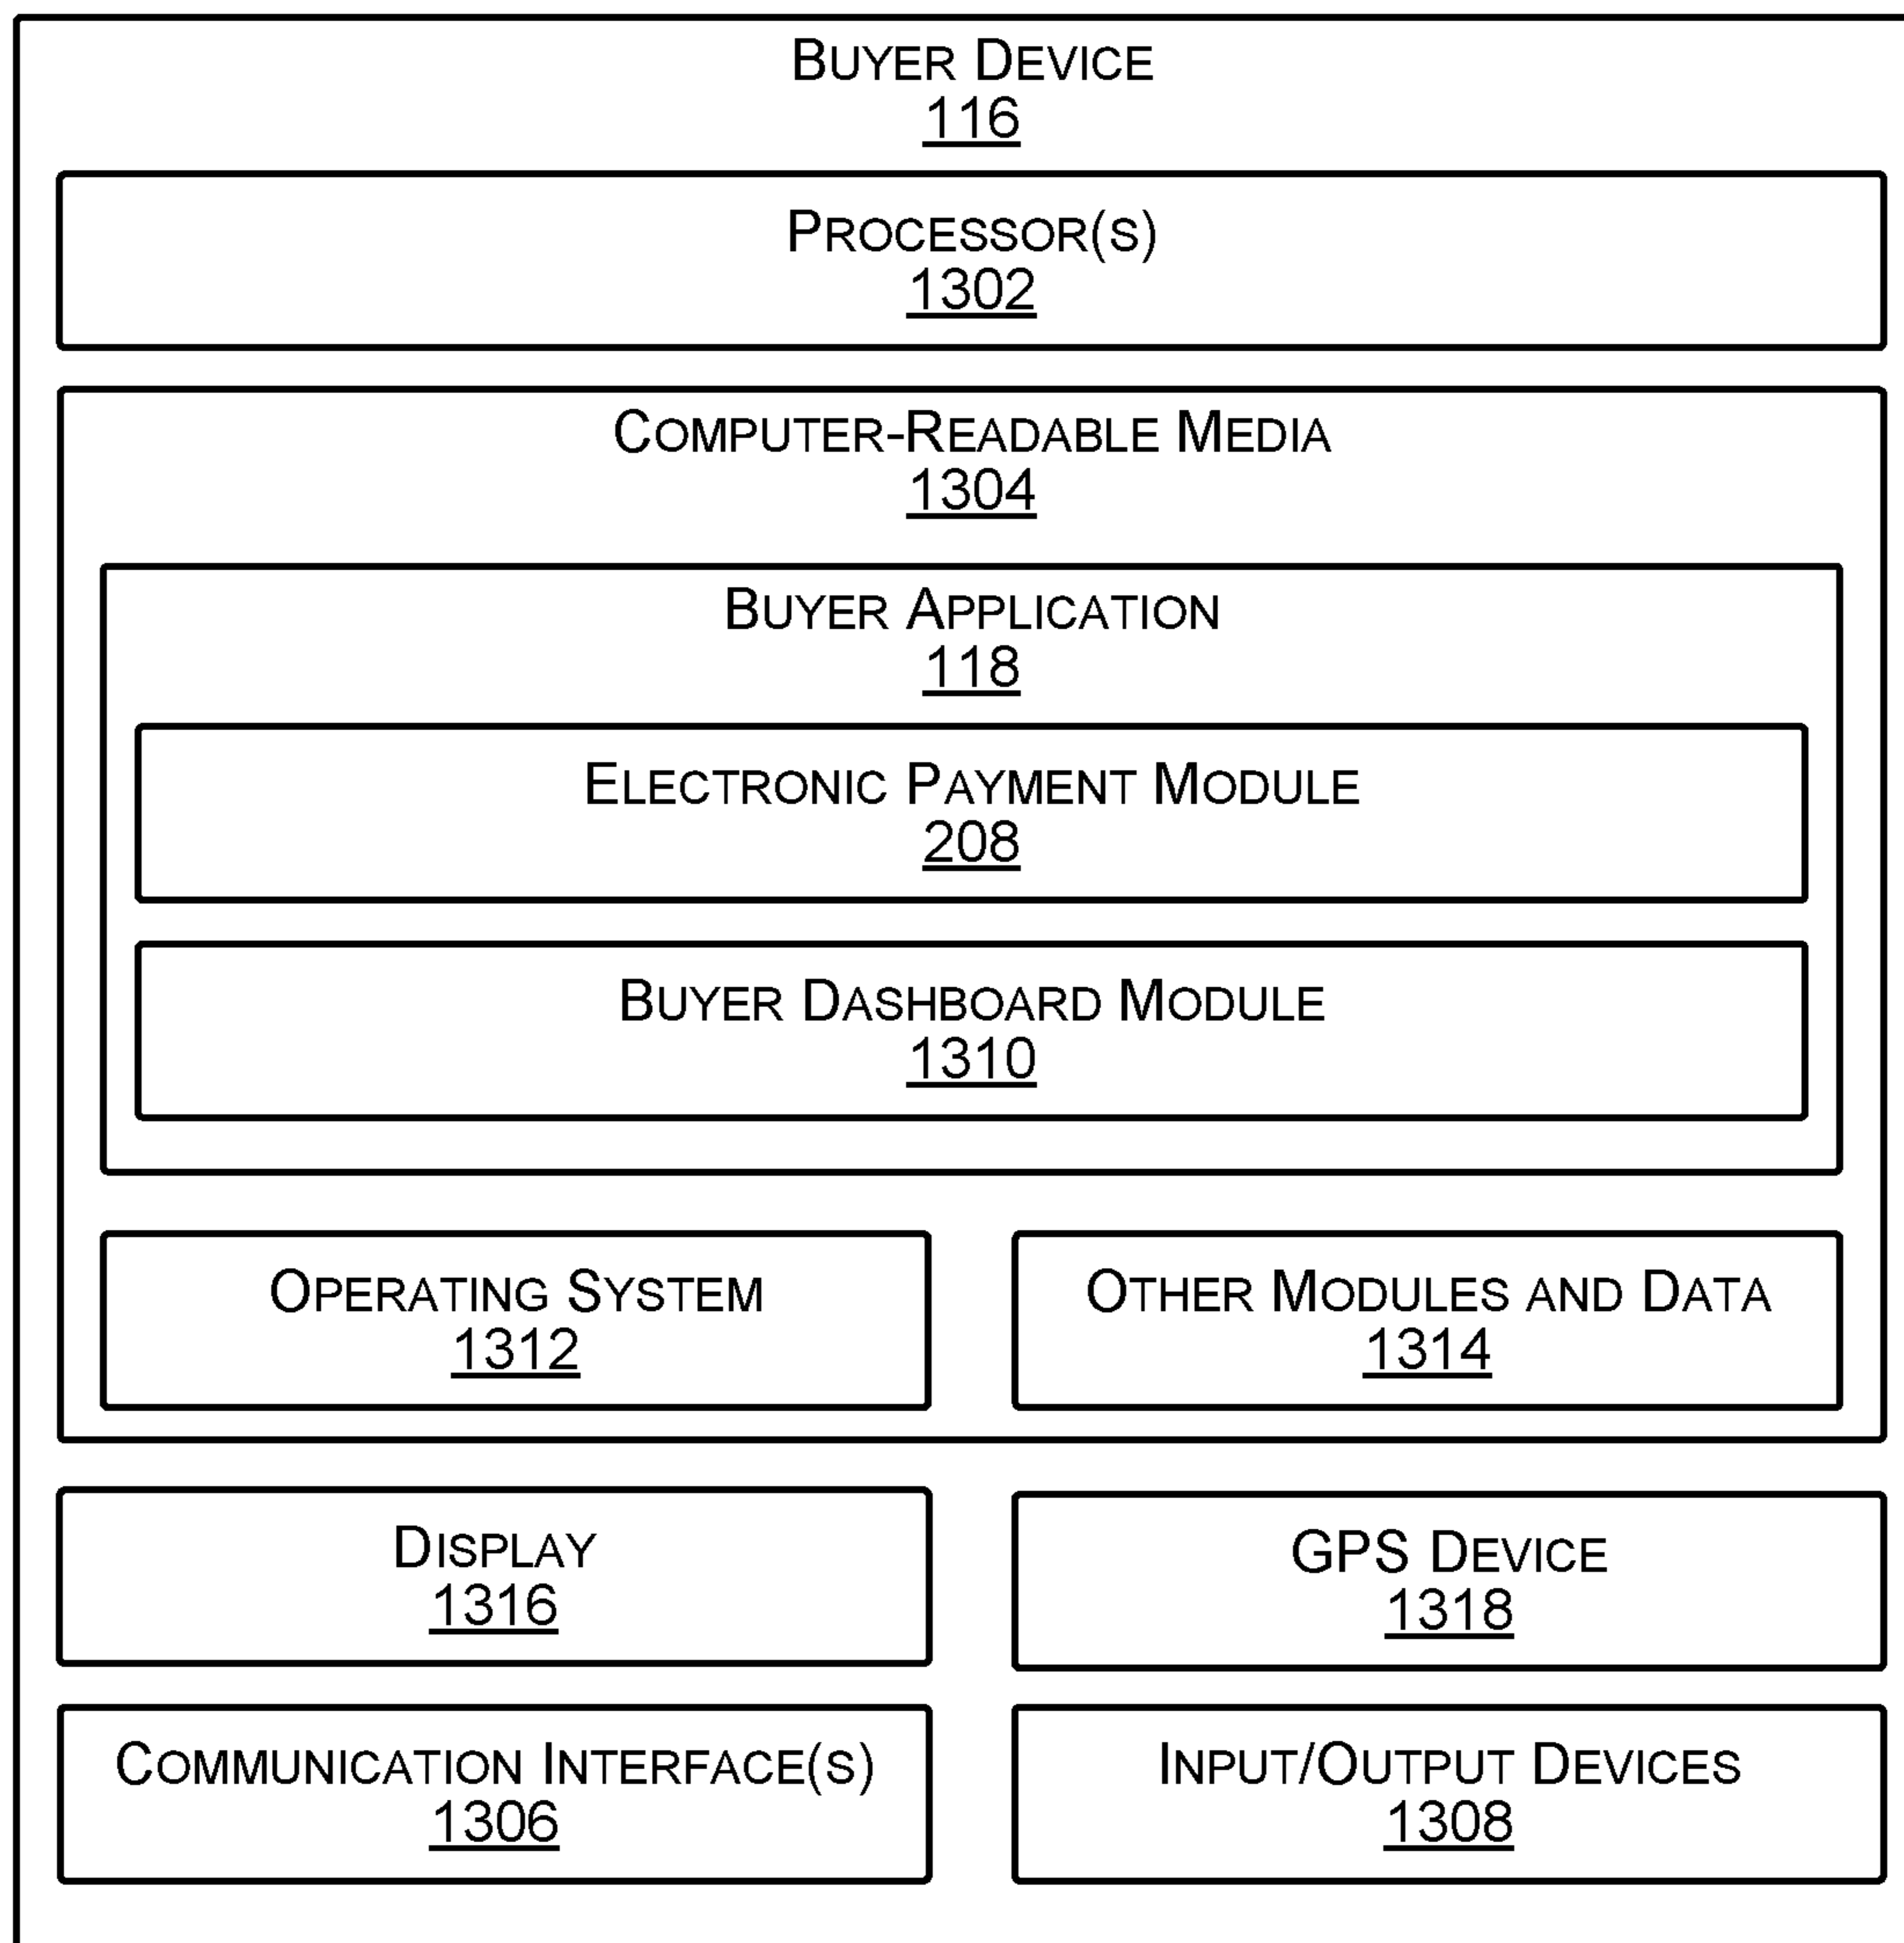 BUYER DEVICE
116
PROCESSOR(S)
1302
COMPUTER-READABLE MEDIA
1304
BUYER APPLICATION
118
ELECTRONIC PAYMENT MODULE
208
BUYER DASHBOARD MODULE
1310
OPERATING SYSTEM
1312
OTHER MODULES AND DATA
1314
DISPLAY
1316
GPS DEVICE
1318
COMMUNICATION INTERFACE(S)
1306
INPUT/OUTPUT DEVICES
1308